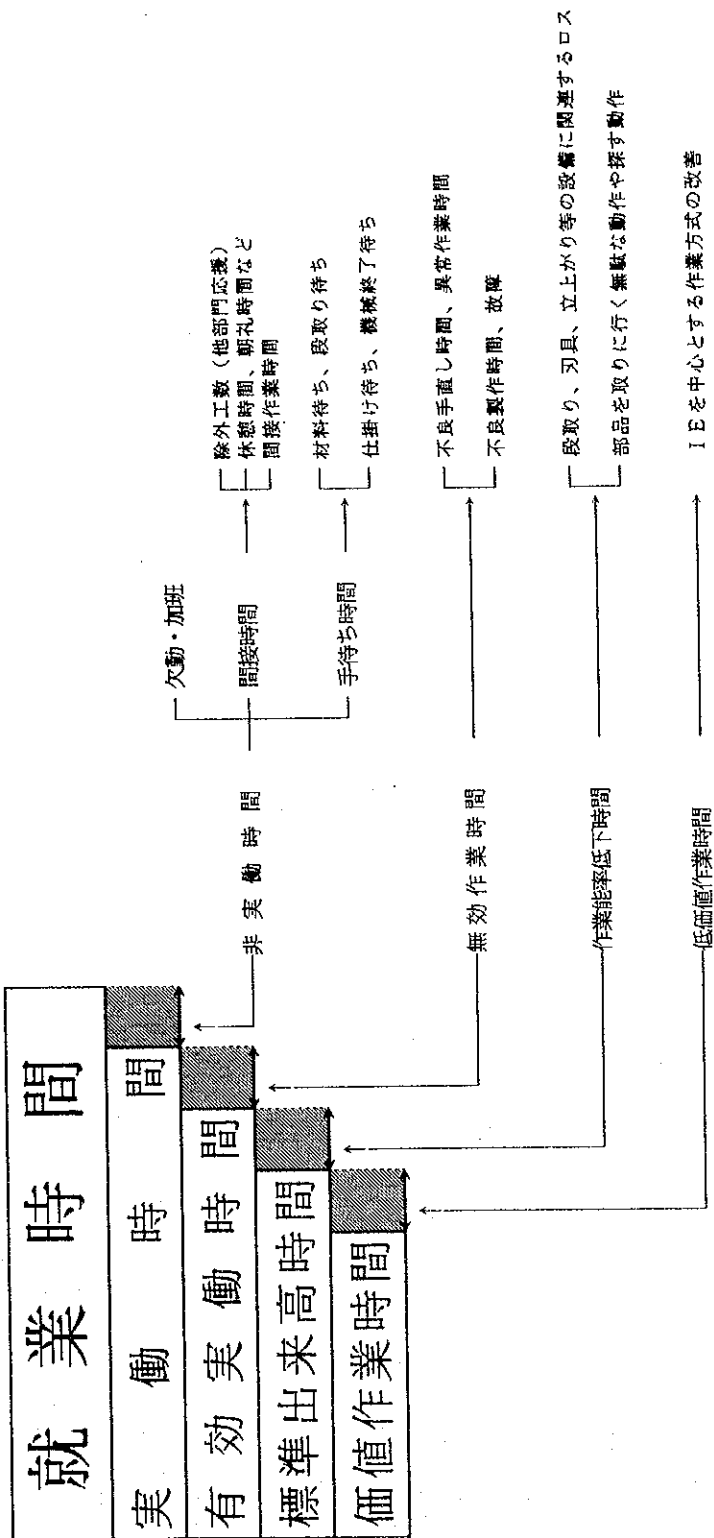 就業時間
実働時間
有効実働時間
標準出来高時間
価値作業時間
非実働時間
欠勤・加班
間接時間
除外工数(他部門応援)
休憩時間、朝礼時間など
間接作業時間
手待ち時間
材料待ち、段取り待ち
仕掛け待ち、機械終了待ち
無効作業時間
不良手直し時間、異常作業時間
不良製作時間、故障
作業能率低下時間
段取り、刃具、立上がり等の設備に関連するロス
部品を取りに行く無駄な動作や探す動作
低価値作業時間
IEを中心とする作業方式の改善